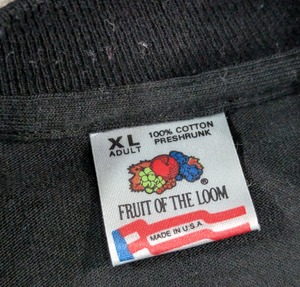 XL 100% COTTON
ADULT PRESHRUNK
®
FRUIT OF THE LOOM
MADE IN U.S.A.